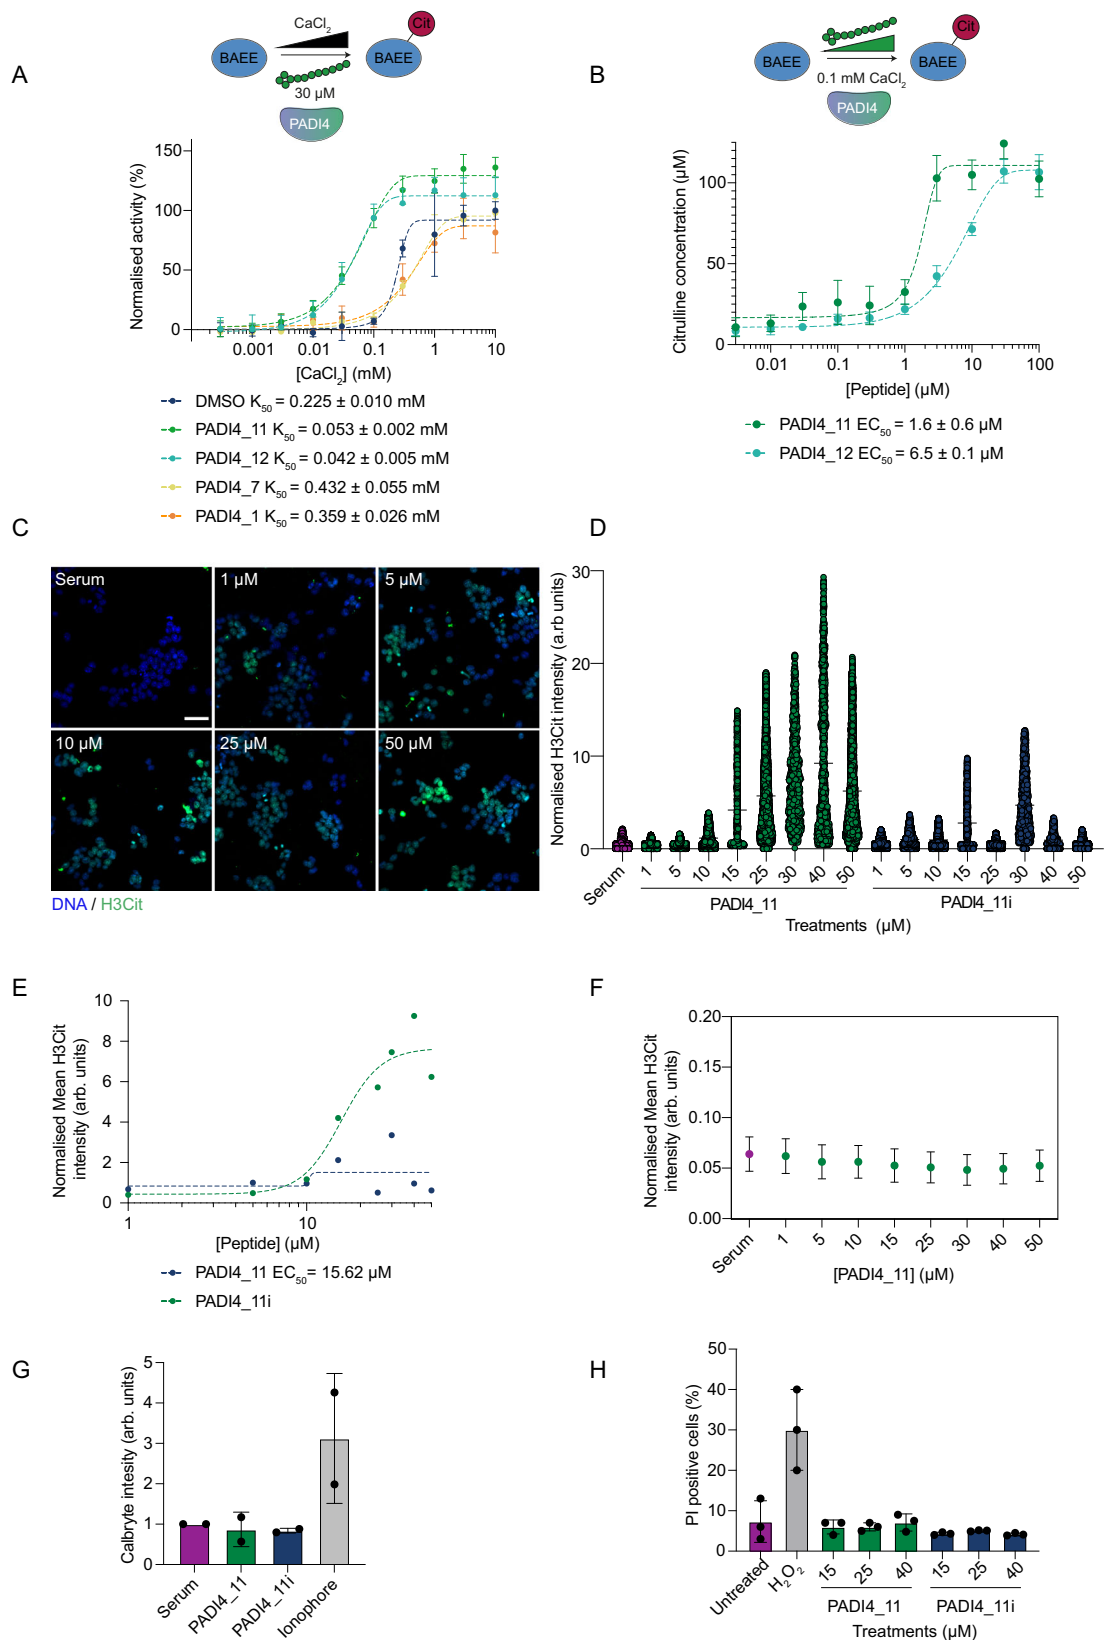 A
CaCl2
BAEE
Cit
BAEE
30 µM
PADI4
Normalised activity (%)
150
100
50
0
0.001
0.01
0.1
1
10
[CaCl2] (mM)
DMSO K50 = 0.225 ± 0.010 mM
PADI4_11 K50 = 0.053 ± 0.002 mM
PADI4_12 K50 = 0.042 ± 0.005 mM
PADI4_7 K50 = 0.432 ± 0.055 mM
PADI4_1 K50 = 0.359 ± 0.026 mM
B
BAEE
Cit
BAEE
0.1 mM CaCl2
PADI4
Citrulline concentration (µM)
100
50
0
0.01
0.1
1
10
100
[Peptide] (µM)
PADI4_11 EC50 = 1.6 ± 0.6 µM
PADI4_12 EC50 = 6.5 ± 0.1 µM
C
Serum
1 µM
5 µM
10 µM
25 µM
50 µM
DNA / H3Cit
D
Normalised H3Cit intensity (a.rb units)
30
20
10
0
Serum
1
5
10
15
25
30
40
50
1
5
10
15
25
30
40
50
PADI4_11
PADI4_11i
Treatments (µM)
E
Normalised Mean H3Cit
intensity (arb. units)
10
8
6
4
2
0
1
10
[Peptide] (µM)
PADI4_11 EC50 = 15.62 µM
PADI4_11i
F
Normalised Mean H3Cit
intensity (arb. units)
0.20
0.15
0.10
0.05
0.00
Serum
1
5
10
15
25
30
40
50
[PADI4_11] (µM)
G
Calbryte intesity (arb. units)
5
4
3
2
1
0
Serum
PADI4_11
PADI4_11i
Ionophore
H
PI positive cells (%)
50
40
30
20
10
0
Untreated
H2O2
15
25
40
15
25
40
PADI4_11
PADI4_11i
Treatments (µM)